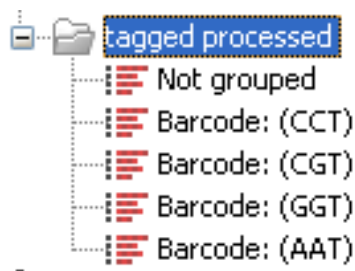 tagged processed
Not grouped
Barcode: (CCT)
Barcode: (CGT)
Barcode: (GGT)
Barcode: (AAT)